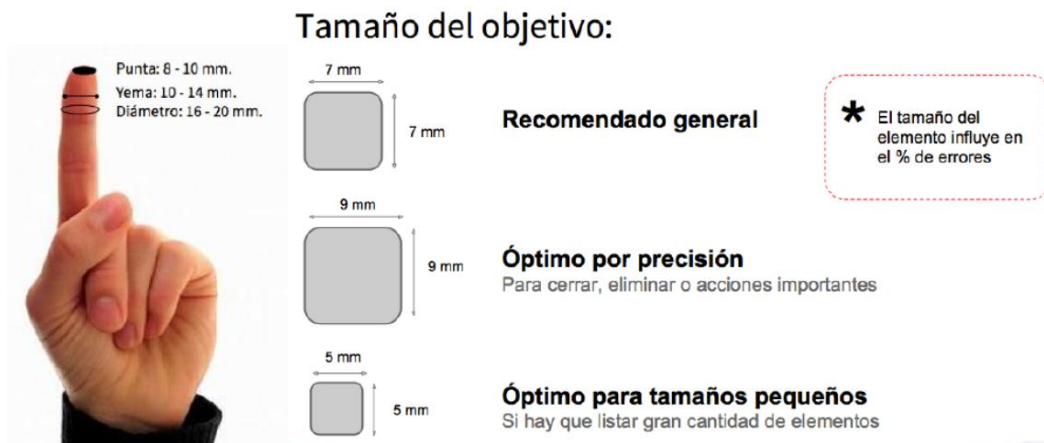 Tamaño del objetivo:
Punta: 8 - 10 mm.
Yema: 10 - 14 mm.
Diámetro: 16 - 20 mm.
7 mm
7 mm
Recomendado general
* El tamaño del
elemento influye en
el % de errores
9 mm
9 mm
Óptimo por precisión
Para cerrar, eliminar o acciones importantes
5 mm
5 mm
Óptimo para tamaños pequeños
Si hay que listar gran cantidad de elementos